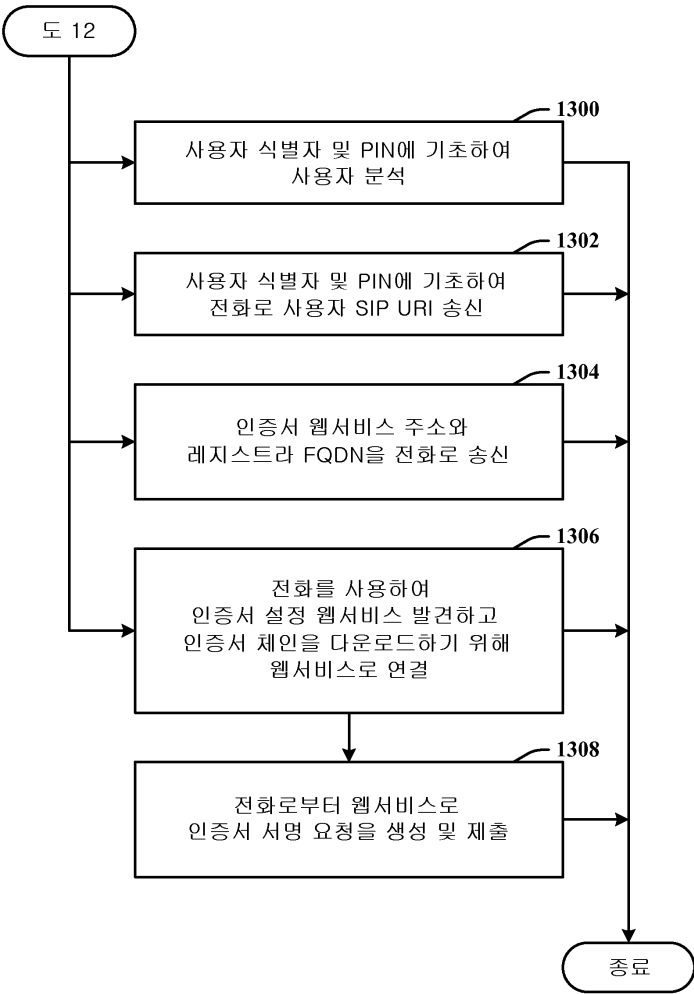 도 12
1300
사용자 식별자 및 PIN에 기초하여
사용자 분석
1302
사용자 식별자 및 PIN에 기초하여
전화로 사용자 SIP URI 송신
1304
인증서 웹서비스 주소와
레지스트라 FQDN을 전화로 송신
1306
전화를 사용하여
인증서 설정 웹서비스 발견하고
인증서 체인을 다운로드하기 위해
웹서비스로 연결
1308
전화로부터 웹서비스로
인증서 서명 요청을 생성 및 제출
종료